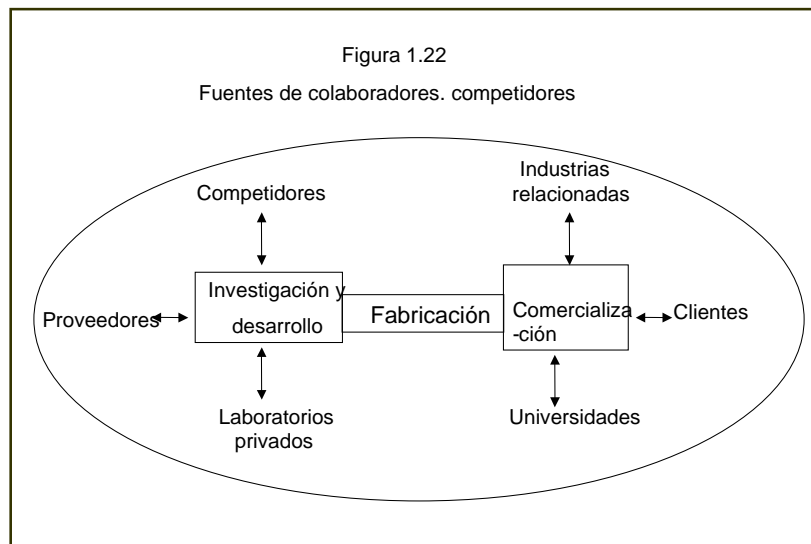 Figura 1.22
Fuentes de colaboradores. competidores
Industrias
relacionadas
Competidores
Investigación y
desarrollo
Fabricación
Comercializa
-ción
Proveedores
Clientes
Laboratorios
privados
Universidades